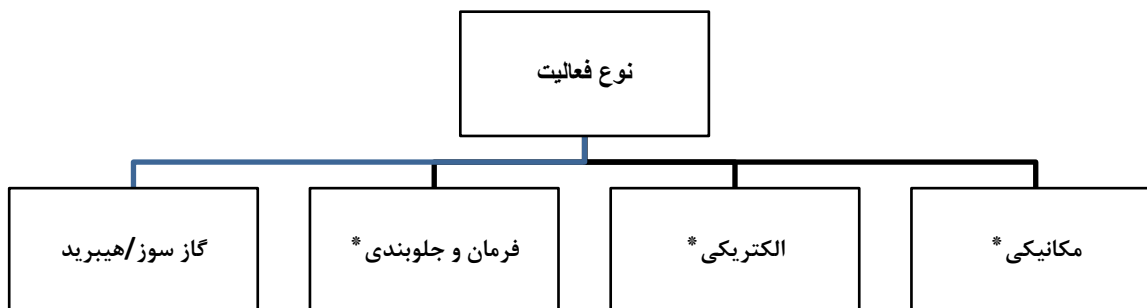 نوع فعالیت
مکانیکی*
الکتریکی*
فرمان و جلوبندی*
گاز سوز/هیبرید